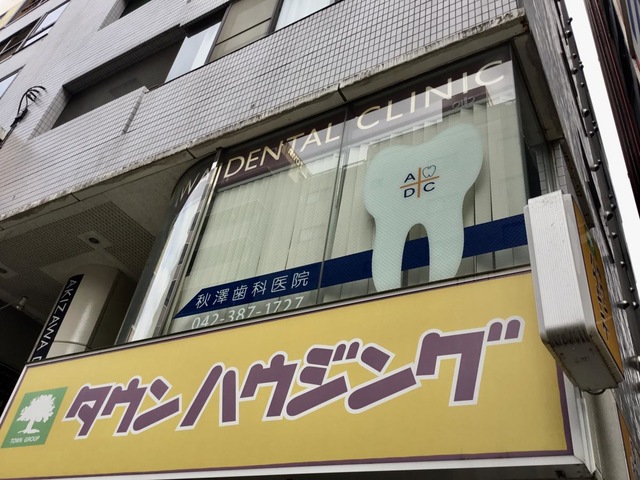 DENTAL CLINIC
A
D C
秋澤歯科医院
042-387-1727
AKIZAWA
タウンハウジング
TOWN GROUP